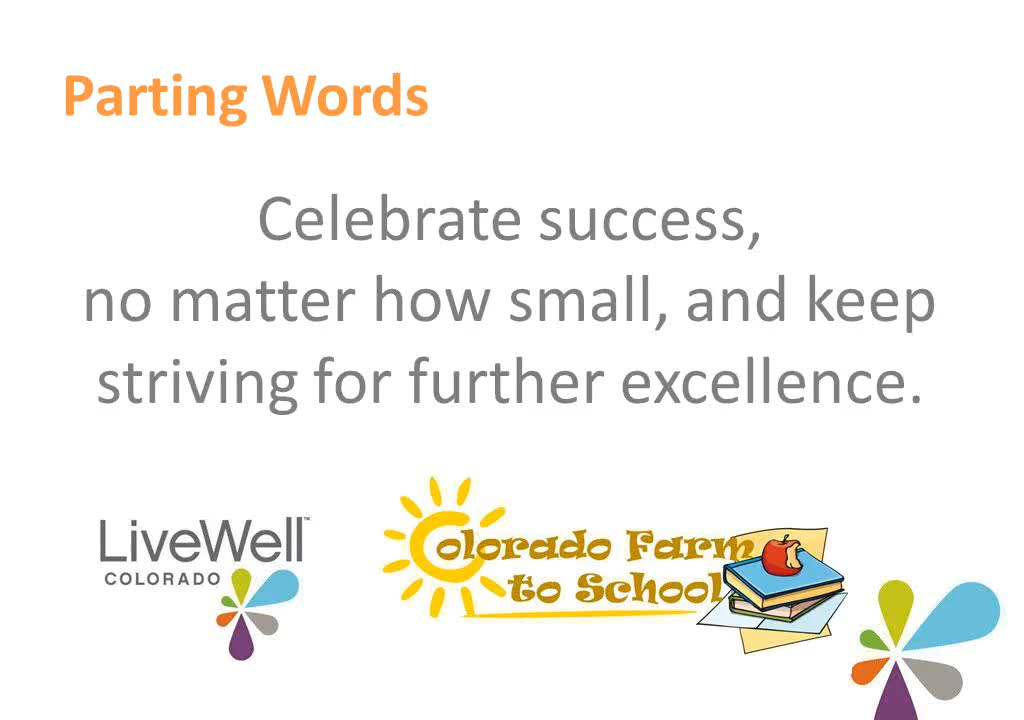 Parting Words
Celebrate success,
no matter how small, and keep
striving for further excellence.
LiveWell™
COLORADO
Colorado Farm
to School